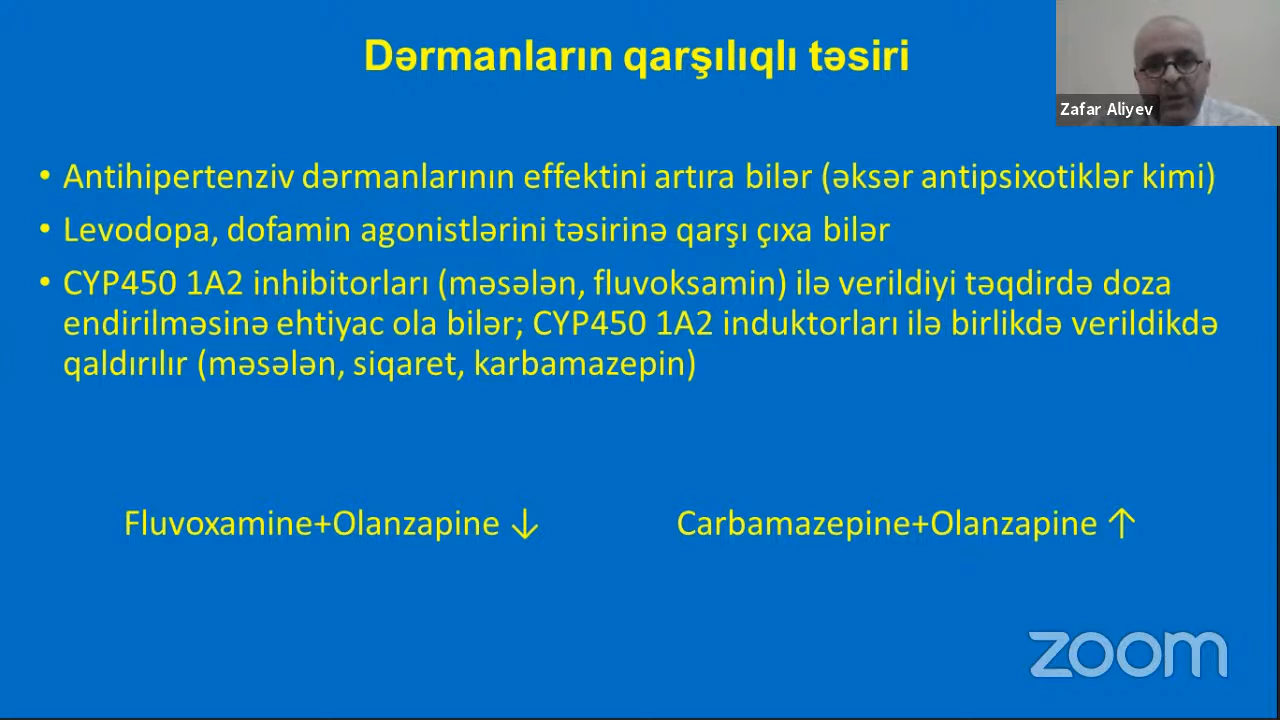 Dərmanların qarşılıqlı təsiri
Zafar Aliyev
• Antihipertenziv dərmanlarının effektini artıra bilər (əksər antipsixotiklər kimi)
• Levodopa, dofamin agonistlərini təsirinə qarşı çıxa bilər
• CYP450 1A2 inhibitorları (məsələn, fluvoksamin) ilə verildiyi təqdirdə doza
endirilməsinə ehtiyac ola bilər; CYP450 1A2 induktorları ilə birlikdə verildikdə
qaldırılır (məsələn, siqaret, karbamazepin)
Fluvoxamine+Olanzapine ↓
Carbamazepine+Olanzapine ↑
zoom